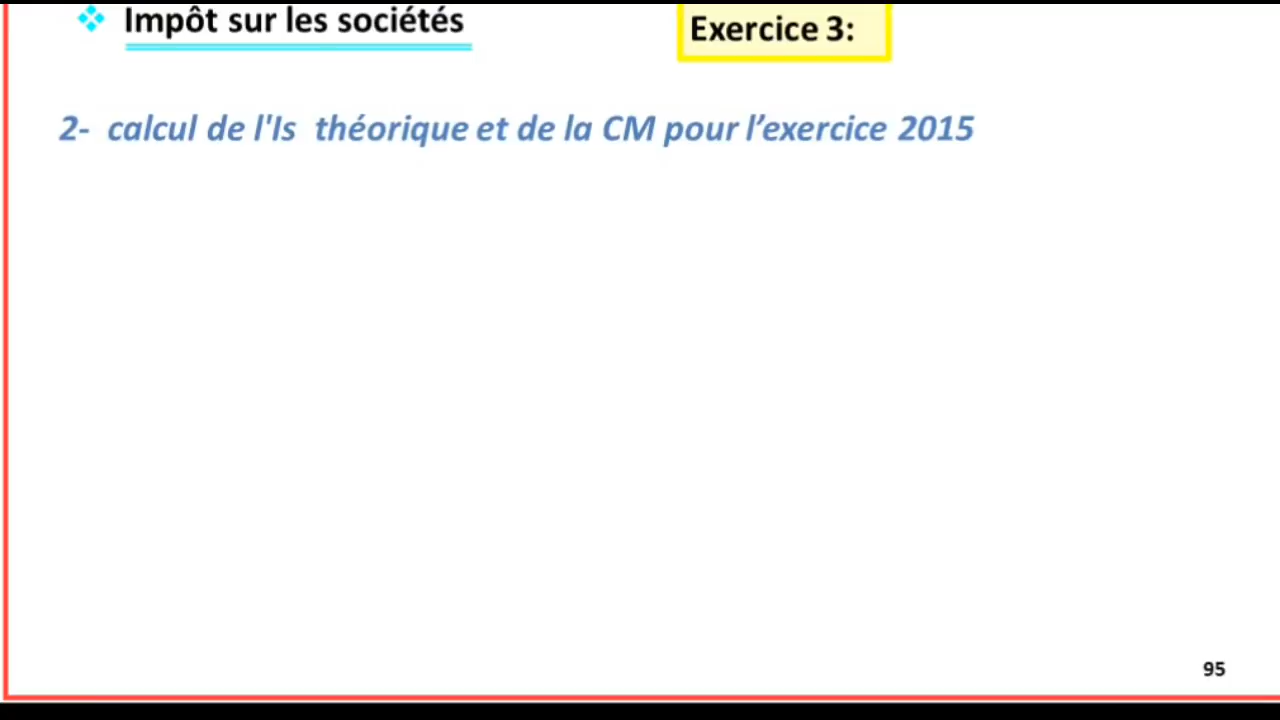 Impôt sur les sociétés
Exercice 3:
2- calcul de l'Is théorique et de la CM pour l’exercice 2015
95